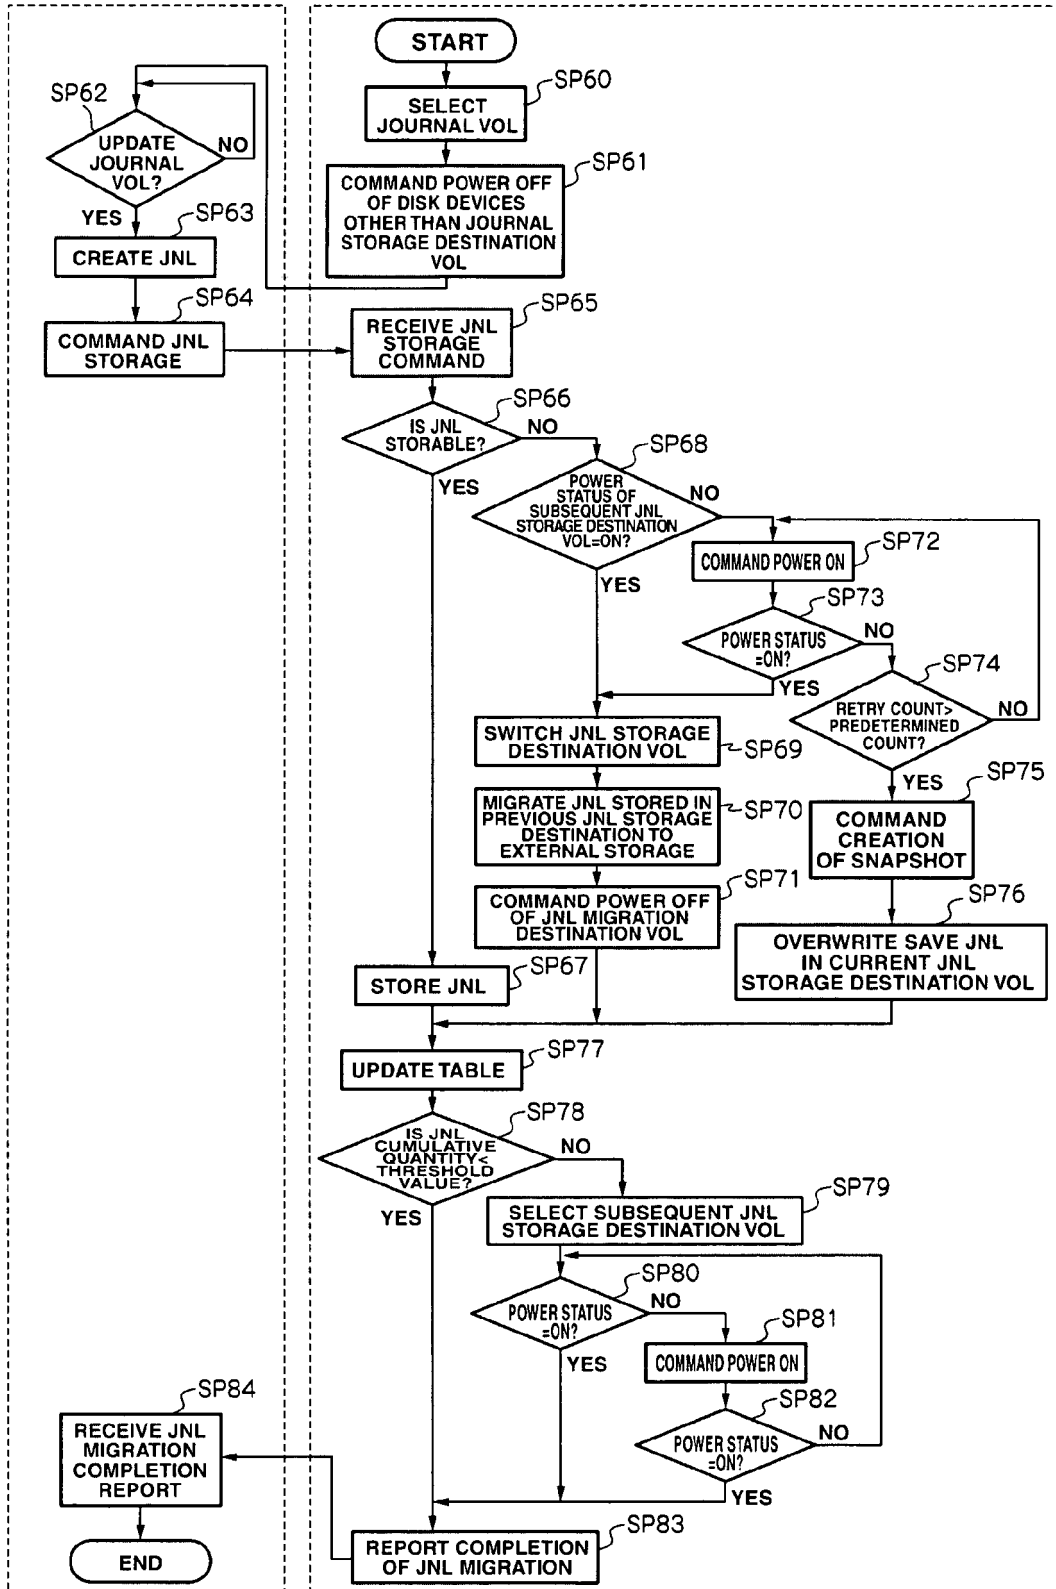 START
SP60
SELECT
JOURNAL VOL
SP61
COMMAND POWER OFF
OF DISK DEVICES
OTHER THAN JOURNAL
STORAGE DESTINATION
VOL
SP62
UPDATE
JOURNAL
VOL?
NO
YES
SP63
CREATE JNL
SP64
COMMAND JNL
STORAGE
SP65
RECEIVE JNL
STORAGE
COMMAND
SP66
IS JNL
STORABLE?
NO
YES
SP68
POWER
STATUS OF
SUBSEQUENT JNL
STORAGE DESTINATION
VOL=ON?
NO
YES
SP72
COMMAND POWER ON
SP73
POWER STATUS
=ON?
NO
YES
SP74
RETRY COUNT>
PREDETERMINED
COUNT?
NO
YES
SWITCH JNL STORAGE
DESTINATION VOL
SP69
MIGRATE JNL STORED IN
PREVIOUS JNL STORAGE
DESTINATION TO
EXTERNAL STORAGE
SP70
SP71
COMMAND POWER OFF
OF JNL MIGRATION
DESTINATION VOL
SP75
COMMAND
CREATION
OF SNAPSHOT
SP76
OVERWRITE SAVE JNL
IN CURRENT JNL
STORAGE DESTINATION VOL
SP67
STORE JNL
SP77
UPDATE TABLE
SP78
IS JNL
CUMULATIVE
QUANTITY<
THRESHOLD
VALUE?
NO
YES
SP79
SELECT SUBSEQUENT JNL
STORAGE DESTINATION VOL
SP80
POWER STATUS
=ON?
NO
YES
SP81
COMMAND POWER ON
SP82
POWER STATUS
=ON?
NO
YES
SP83
REPORT COMPLETION
OF JNL MIGRATION
SP84
RECEIVE JNL
MIGRATION
COMPLETION
REPORT
END